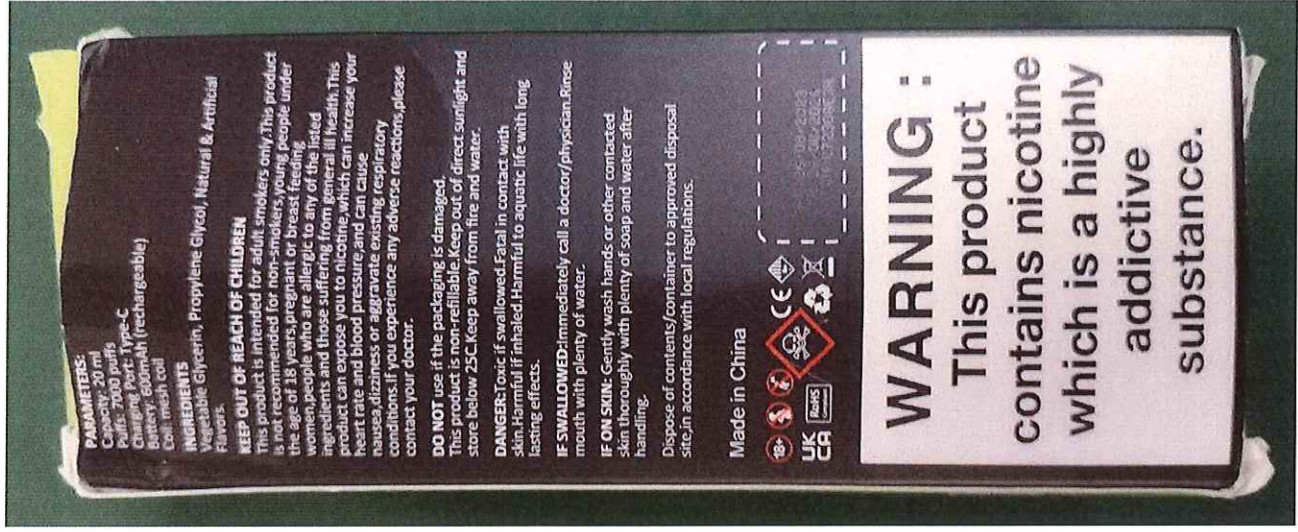 PARAMETERS:
Capacity: 20 ml
Puffs: 7000 puffs
Charging Port: Type-C
Battery: 600mAh (rechargeable)
Coil: mesh coil
INGREDIENTS
Vegetable Glycerin, Propylene Glycol, Natural & Artificial
Flavors.
KEEP OUT OF REACH OF CHILDREN
This product is intended for adult smokers only.This product
is not recommended for non-smokers,young people under
the age of 18 years,pregnant or breast feeding
women,people who are allergic to any of the listed
ingredients and those suffering from general ill health.This
product can expose you to nicotine,which can increase your
heart rate and blood pressure,and can cause
nausea,dizziness or aggravate existing respiratory
conditions.If you experience any adverse reactions,please
contact your doctor.
DO NOT use if the packaging is damaged.
This product is non-refillable.Keep out of direct sunlight and
store below 25C.Keep away from fire and water.
DANGER:Toxic if swallowed.Fatal in contact with
skin.Harmful if inhaled.Harmful to aquatic life with long
lasting effects.
IF SWALLOWED:Immediately call a doctor/physician.Rinse
mouth with plenty of water.
IF ON SKIN: Gently wash hands or other contacted
skin thoroughly with plenty of soap and water after
handling.
Dispose of contents/container to approved disposal
site,in accordance with local regulations.
Made in China
18+
CE
UK
CA
RoHS
WARNING :
This product
contains nicotine
which is a highly
addictive
substance.